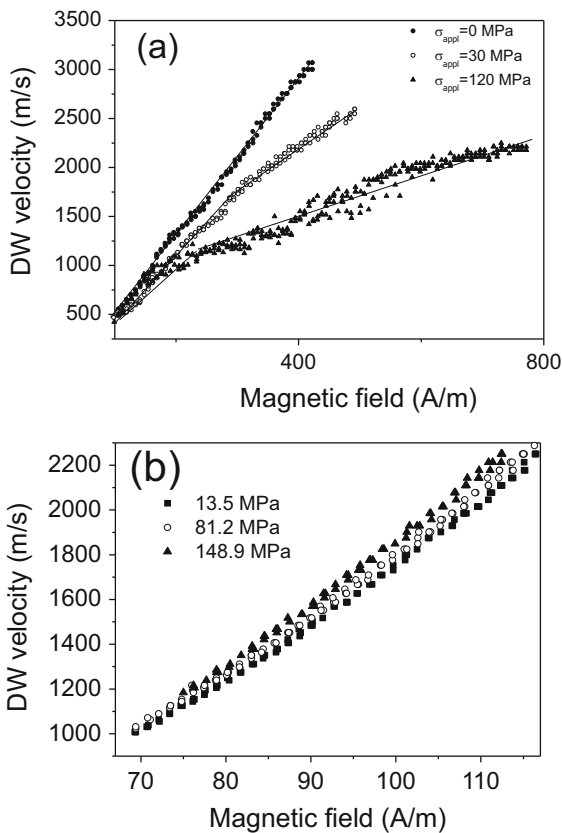 (a)
σappl=0 MPa
σappl=30 MPa
σappl=120 MPa
3500
3000
2500
2000
1500
1000
500
DW velocity (m/s)
400
800
Magnetic field (A/m)
(b)
13.5 MPa
81.2 MPa
148.9 MPa
2200
2000
1800
1600
1400
1200
1000
DW velocity (m/s)
70
80
90
100
110
Magnetic field (A/m)